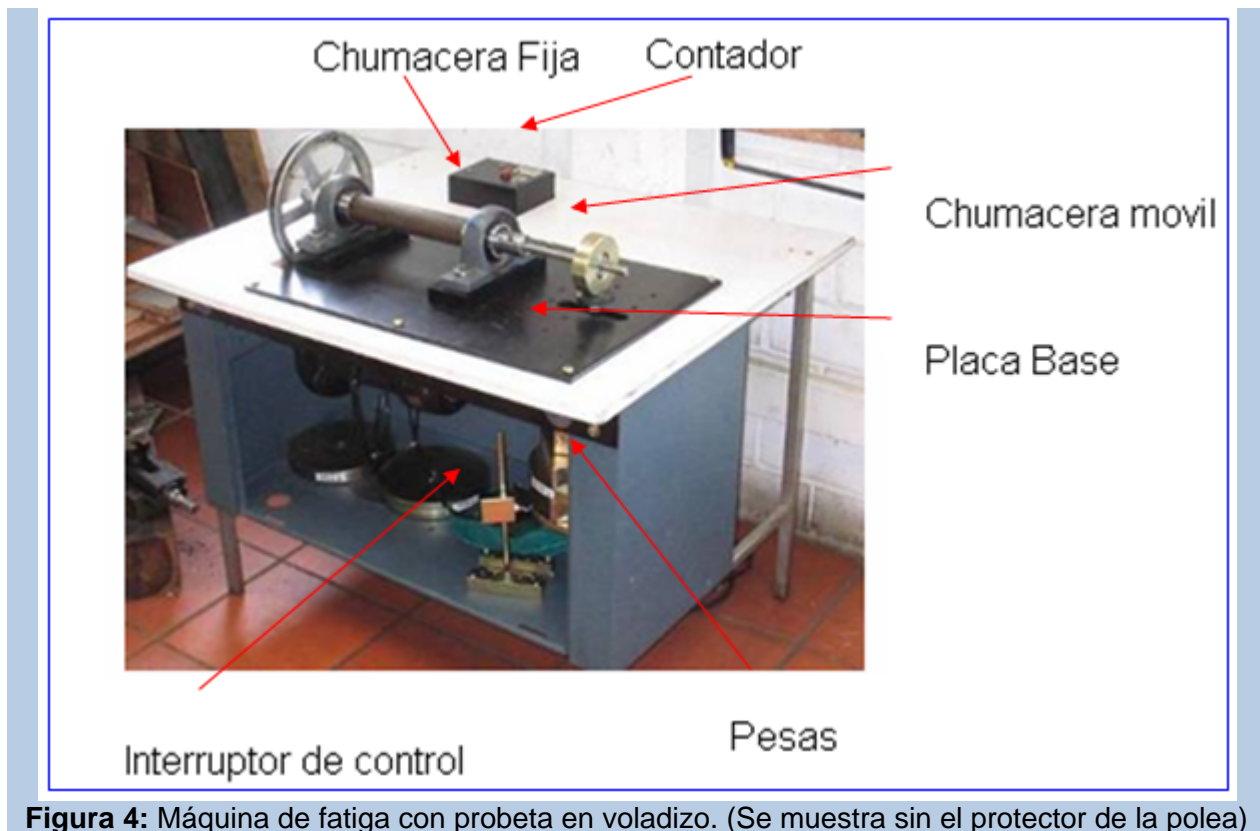 Chumacera Fija
Contador
Chumacera movil
Placa Base
Interruptor de control
Pesas
Figura 4: Máquina de fatiga con probeta en voladizo. (Se muestra sin el protector de la polea)